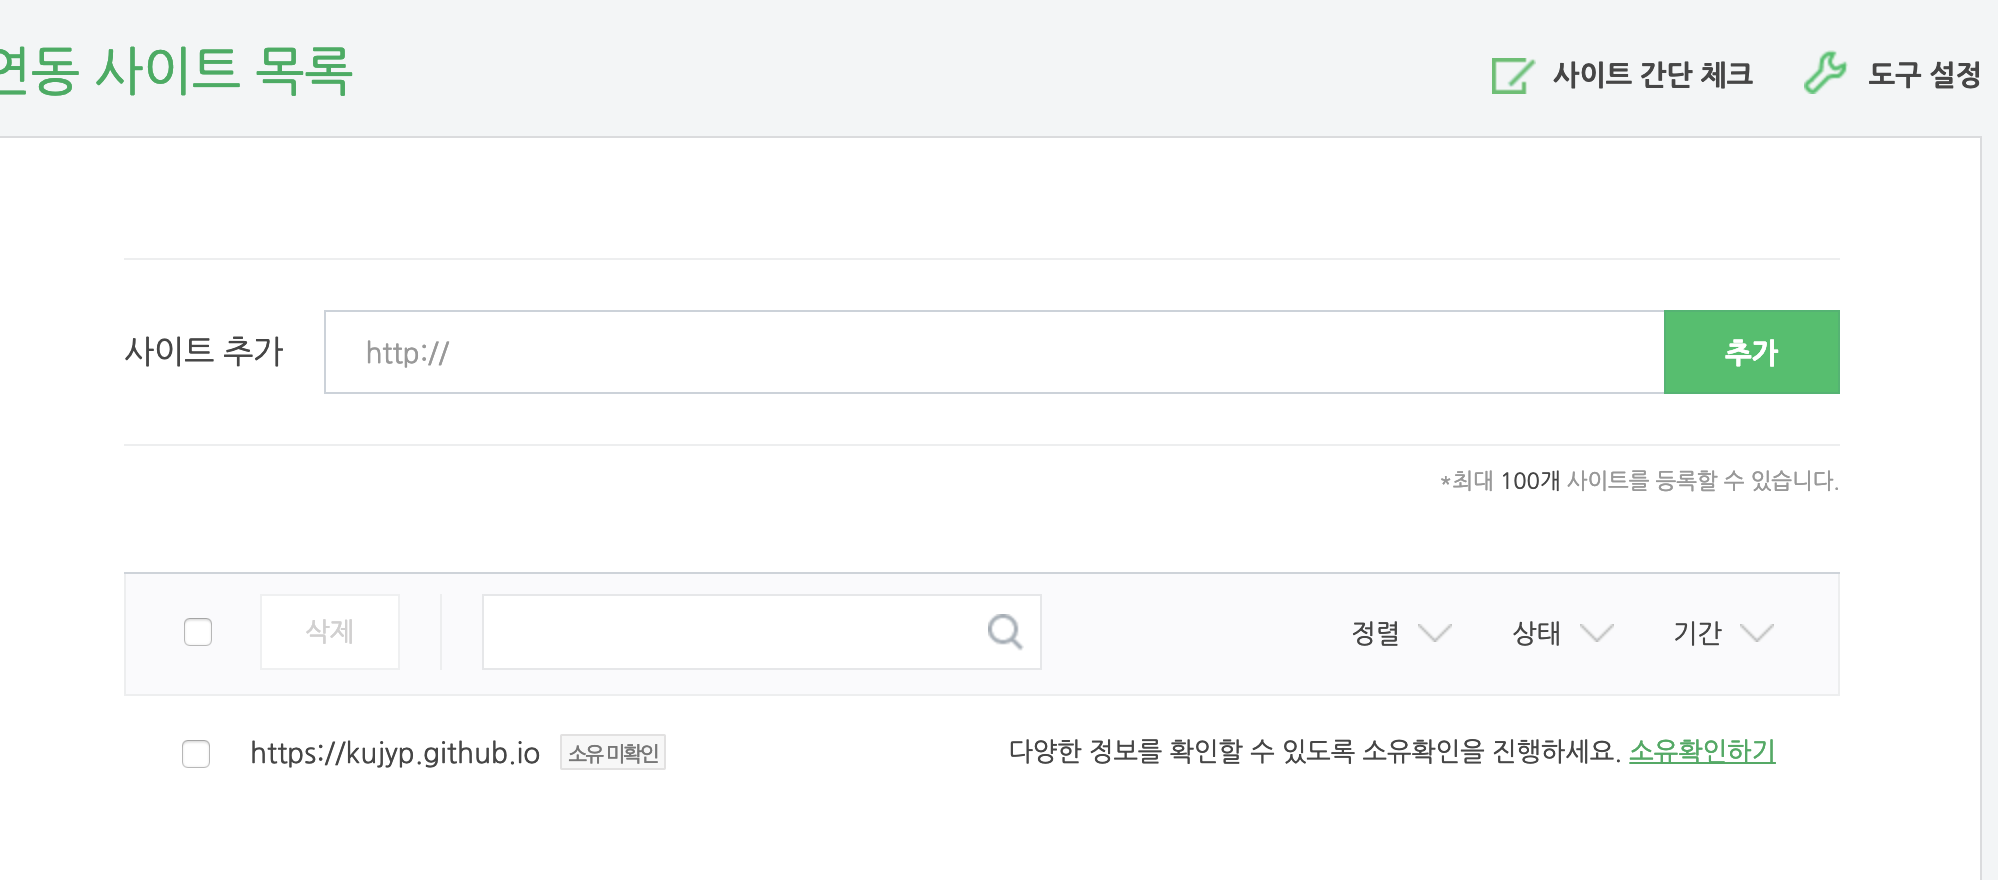 연동 사이트 목록
사이트 간단 체크
도구 설정
사이트 추가
http://
추가
*최대 100개 사이트를 등록할 수 있습니다.
삭제
정렬
상태
기간
https://kujyp.github.io
소유 미확인
다양한 정보를 확인할 수 있도록 소유확인을 진행하세요. 소유확인하기